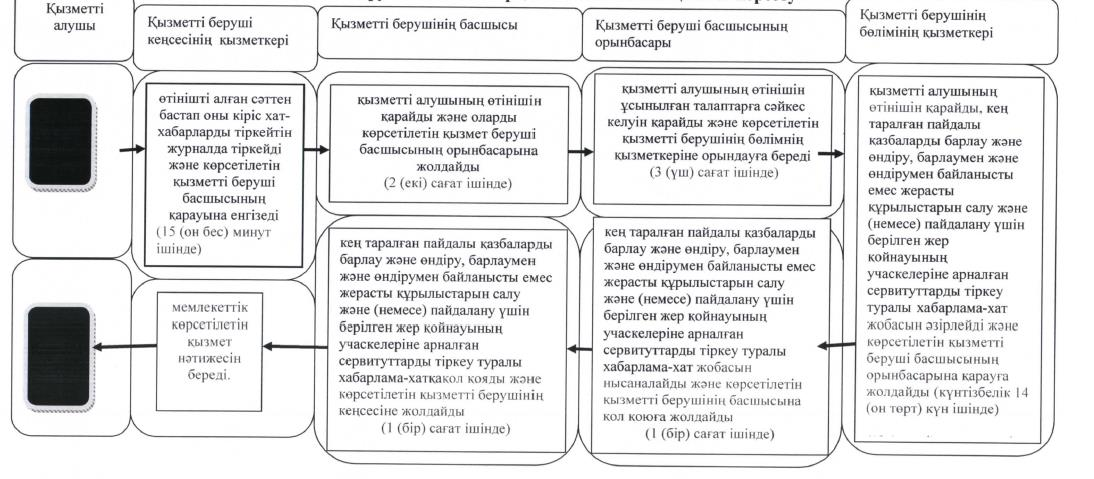 Қызметті
алушы
Қызметті беруші
кеңсесінің қызметкері
Қызметті берушінің басшысы
Қызметті беруші басшысының
орынбасары
Қызметті берушінің
бөлімінің қызметкері
өтінішті алған сәттен
бастап оны кіріс хат-
хабарларды тіркейтін
журналда тіркейді
және көрсетілетін
қызметті беруші
басшысының
қарауына енгізеді
(15 (он бес) минут
ішінде)
қызметті алушының өтінішін
қарайды және оларды
көрсетілетін қызмет беруші
басшысының орынбасарына
жолдайды
(2 (екі) сағат ішінде)
қызметті алушының өтінішін
ұсынылған талаптарға сәйкес
келуін қарайды және көрсетілетін
қызметті берушінің бөлімнің
қызметкеріне орындауға береді
(3 (үш) сағат ішінде)
қызметті алушының
өтінішін қарайды, кең
таралған пайдалы
қазбаларды барлау және
өндіру, барлаумен және
өндірумен байланысты
емес жерасты
құрылыстарын салу және
(немесе) пайдалану үшін
берілген жер
қойнауының
учаскелеріне арналған
сервитуттарды тіркеу
туралы хабарлама-хат
жобасын әзірлейді және
көрсетілетін қызметті
беруші басшысының
орынбасарына қарауға
жолдайды (күнтізбелік 14
(он төрт) күн ішінде)
кең таралған пайдалы қазбаларды
барлау және өндіру, барлаумен
және өндірумен байланысты емес
жерасты құрылыстарын салу
және (немесе) пайдалану үшін
берілген жер қойнауының
учаскелеріне арналған
сервитуттарды тіркеу туралы
хабарлама-хат жобасын
нысаналайды және көрсетілетін
қызметті берушінің басшысына
қол қоюға жолдайды
(1 (бір) сағат ішінде)
кең таралған пайдалы қазбаларды
барлау және өндіру, барлаумен
және өндірумен байланысты емес
жерасты құрылыстарын салу
және (немесе) пайдалану үшін
берілген жер қойнауының
учаскелеріне арналған
сервитуттарды тіркеу туралы
хабарлама-хатқақол қояды және
көрсетілетін қызметті берушінің
кеңсесіне жолдайды
(1 (бір) сағат ішінде)
мемлекеттік
көрсетілетін
қызмет
нәтижесін
береді.